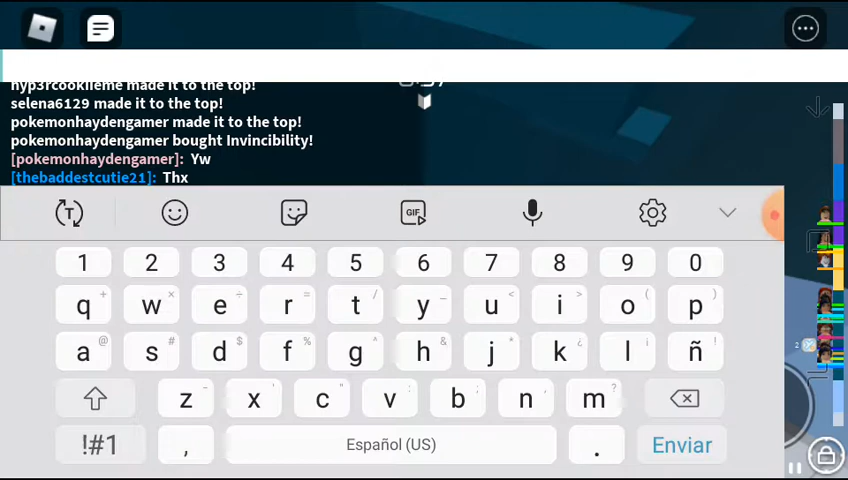 hyp3rcookiieme made it to the top!
selena6129 made it to the top!
pokemonhaydengamer made it to the top!
pokemonhaydengamer bought Invincibility!
[pokemonhaydengamer]: Yw
[thebaddestcutie21]: Thx
GIF
1 2 3 4 5 6 7 8 9 0
q w e r t y u i o p
a s d f g h j k l ñ
z x c v b n m
!#1 , Español (US) . Enviar